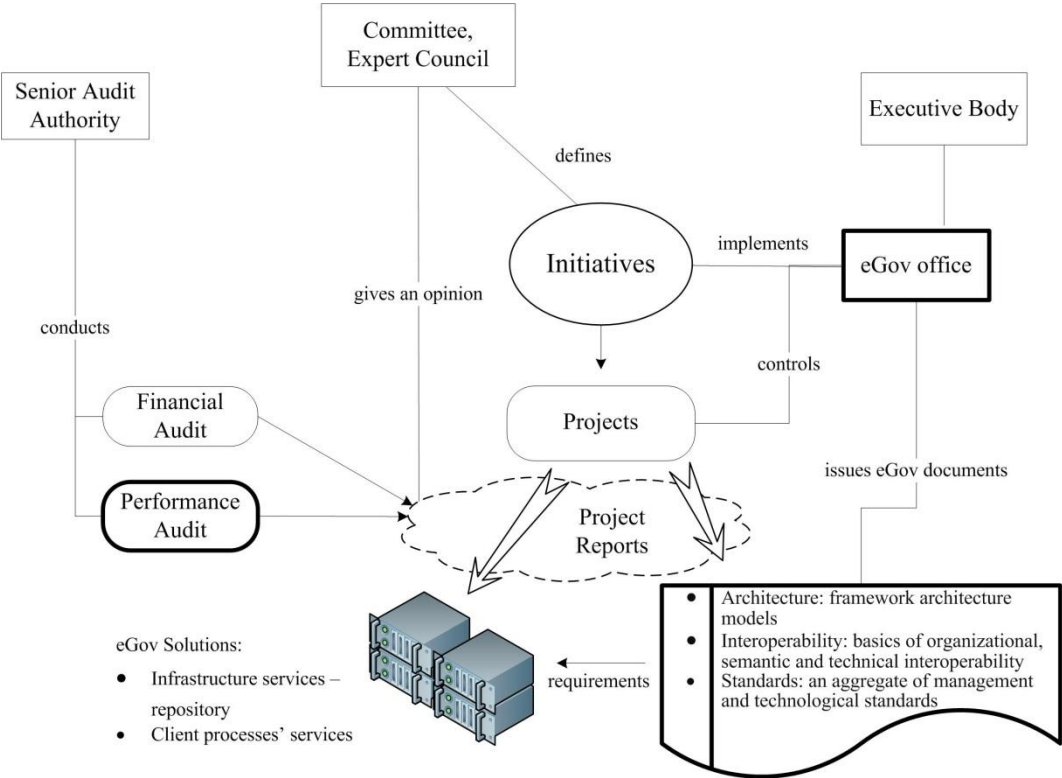 Committee,
Expert Council
Senior Audit
Authority
Executive Body
defines
implements
Initiatives
eGov office
gives an opinion
conducts
controls
Financial
Audit
Projects
issues eGov documents
Performance
Audit
Project
Reports
• Architecture: framework architecture
models
• Interoperability: basics of organizational,
semantic and technical interoperability
• Standards: an aggregate of management
and technological standards
requirements
eGov Solutions:
• Infrastructure services –
repository
• Client processes’ services